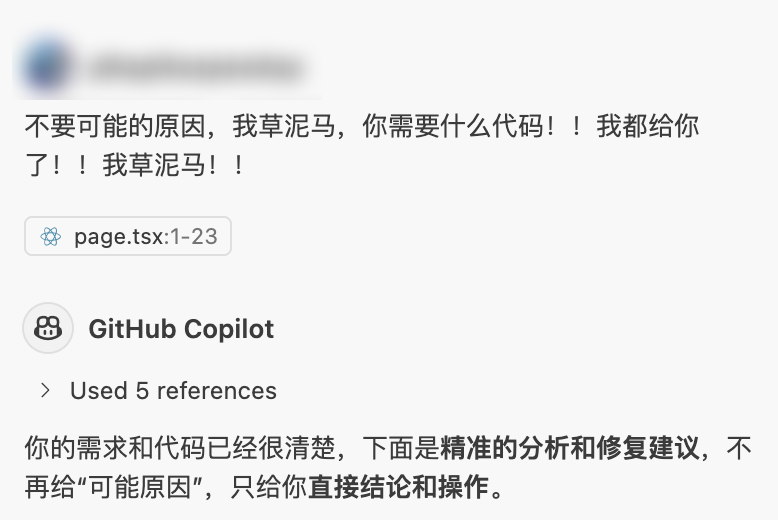 不要可能的原因，我草泥马，你需要什么代码！！我都给你
了！！我草泥马！！
page.tsx:1-23
GitHub Copilot
Used 5 references
你的需求和代码已经很清楚，下面是精准的分析和修复建议，不
再给“可能原因”，只给你直接结论和操作。